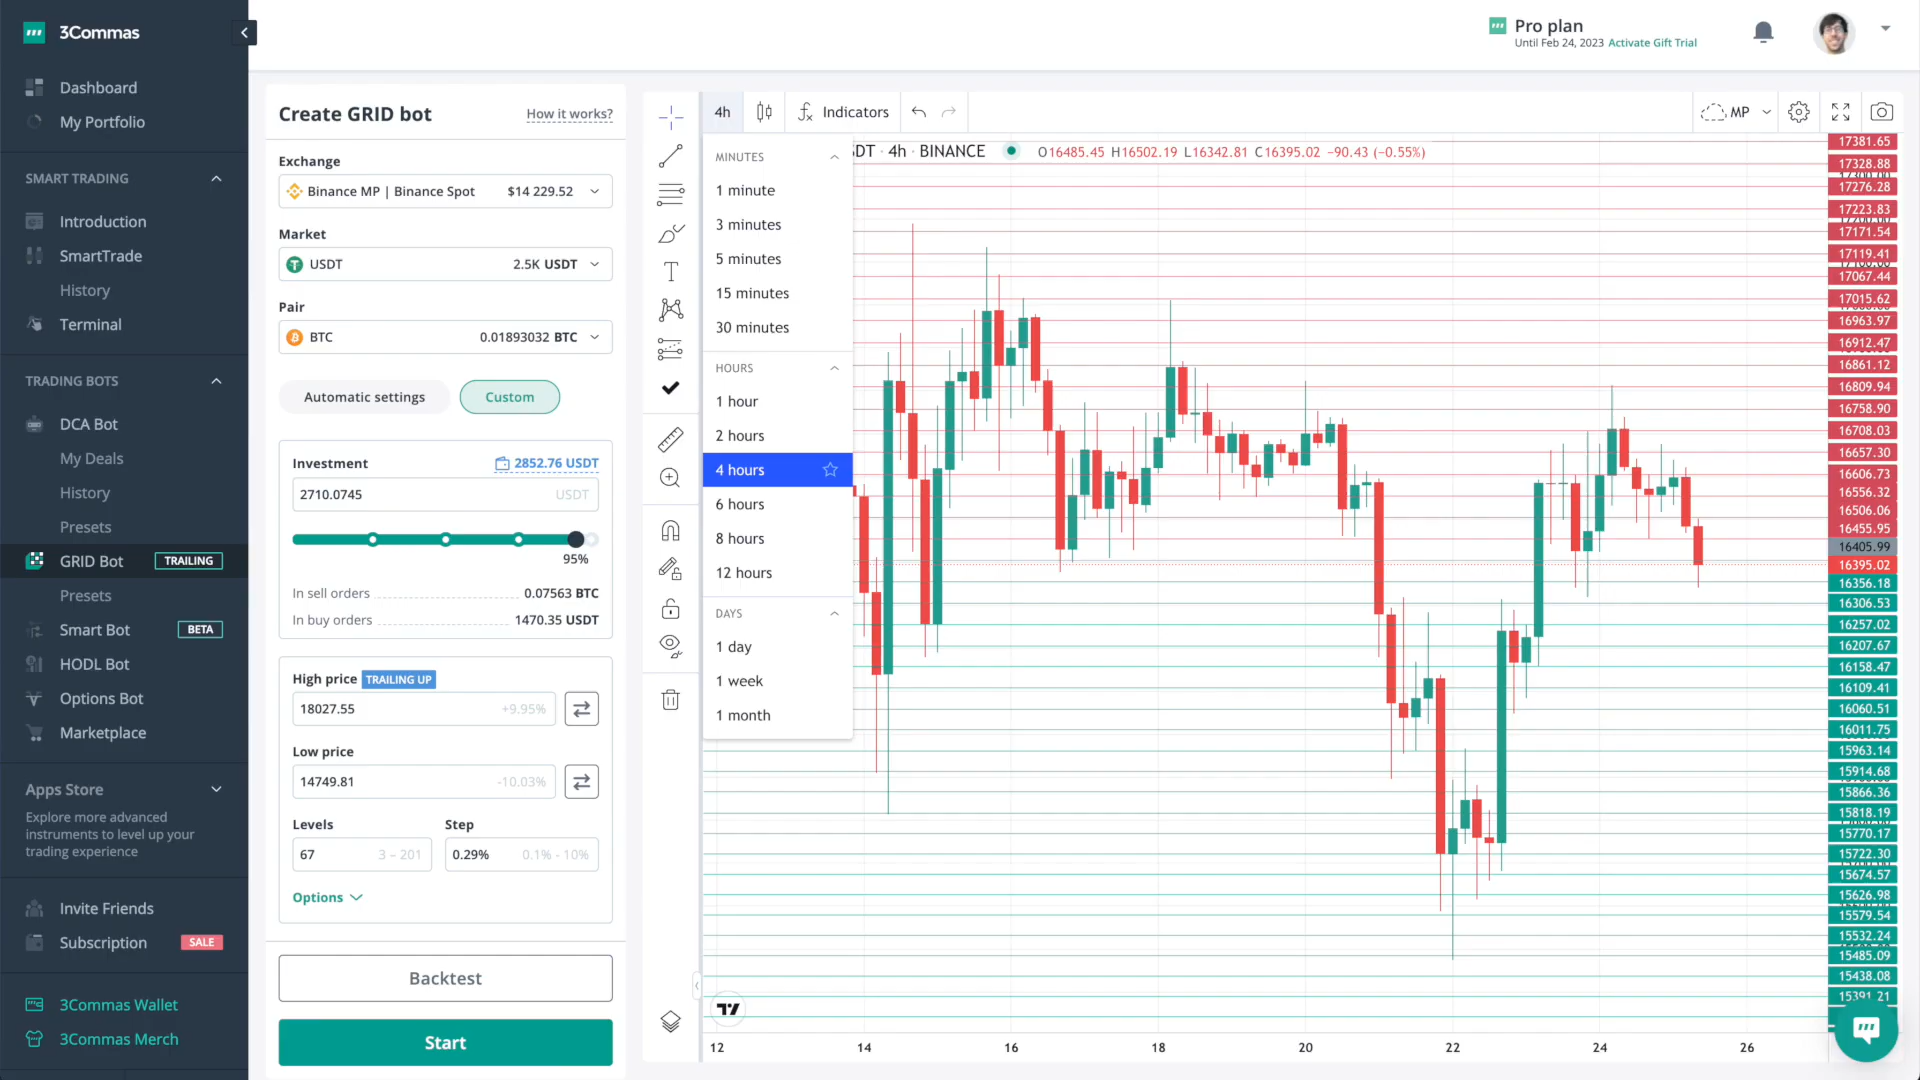 3Commas
Dashboard
My Portfolio
SMART TRADING
Introduction
SmartTrade
History
Terminal
TRADING BOTS
DCA Bot
My Deals
History
Presets
GRID Bot TRAILING
Presets
Smart Bot BETA
HODL Bot
Options Bot
Marketplace
Apps Store
Explore more advanced
instruments to level up your
trading experience
Invite Friends
Subscription SALE
3Commas Wallet
3Commas Merch
Pro plan
Until Feb 24, 2023 Activate Gift Trial
Create GRID bot How it works?
Exchange
Binance MP | Binance Spot $14 229.52
Market
USDT 2.5K USDT
Pair
BTC 0.01893032 BTC
Automatic settings Custom
Investment 2852.76 USDT
2710.0745 USDT
95%
In sell orders 0.07563 BTC
In buy orders 1470.35 USDT
High price TRAILING UP
18027.55 +9.95%
Low price
14749.81 -10.03%
Levels Step
67 3 – 201 0.29% 0.1% - 10%
Options
Backtest
Start
4h Indicators MP
DT · 4h · BINANCE O16485.45 H16502.19 L16342.81 C16395.02 −90.43 (−0.55%)
MINUTES
1 minute
3 minutes
5 minutes
15 minutes
30 minutes
HOURS
1 hour
2 hours
4 hours
6 hours
8 hours
12 hours
DAYS
1 day
1 week
1 month
17381.65
17328.88
17276.28
17223.83
17171.54
17119.41
17067.44
17015.62
16963.97
16912.47
16861.12
16809.94
16758.90
16708.03
16657.30
16606.73
16556.32
16506.06
16455.95
16405.99
16395.02
16356.18
16306.53
16257.02
16207.67
16158.47
16109.41
16060.51
16011.75
15963.14
15914.68
15866.36
15818.19
15770.17
15722.30
15674.57
15626.98
15579.54
15532.24
15485.09
15438.08
15391.21
12 14 16 18 20 22 24 26